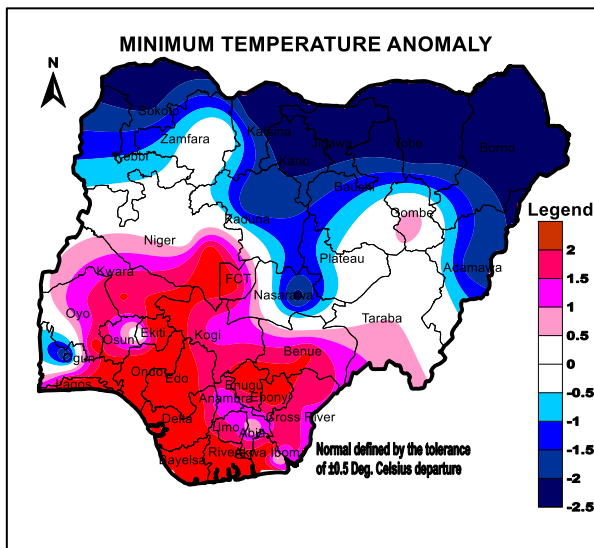 MINIMUM TEMPERATURE ANOMALY
N
Sokoto
Zamfara
Katsina
Jigawa
Yobe
Borno
Kebbi
Kano
Bauchi
Gombe
Kaduna
Legend
Niger
Plateau
Adamawa
Kwara
FCT
Nasarawa
Oyo
Taraba
Osun
Ekiti
Kogi
Ogun
Benue
Lagos
Ondo
Edo
Enugu
Anambra
Ebony
Delta
Imo
Abia
Cross River
Bayelsa
Rivers
Akwa Ibom
Normal defined by the tolerance
of ±0.5 Deg. Celsius departure
2
1.5
1
0.5
0
-0.5
-1
-1.5
-2
-2.5